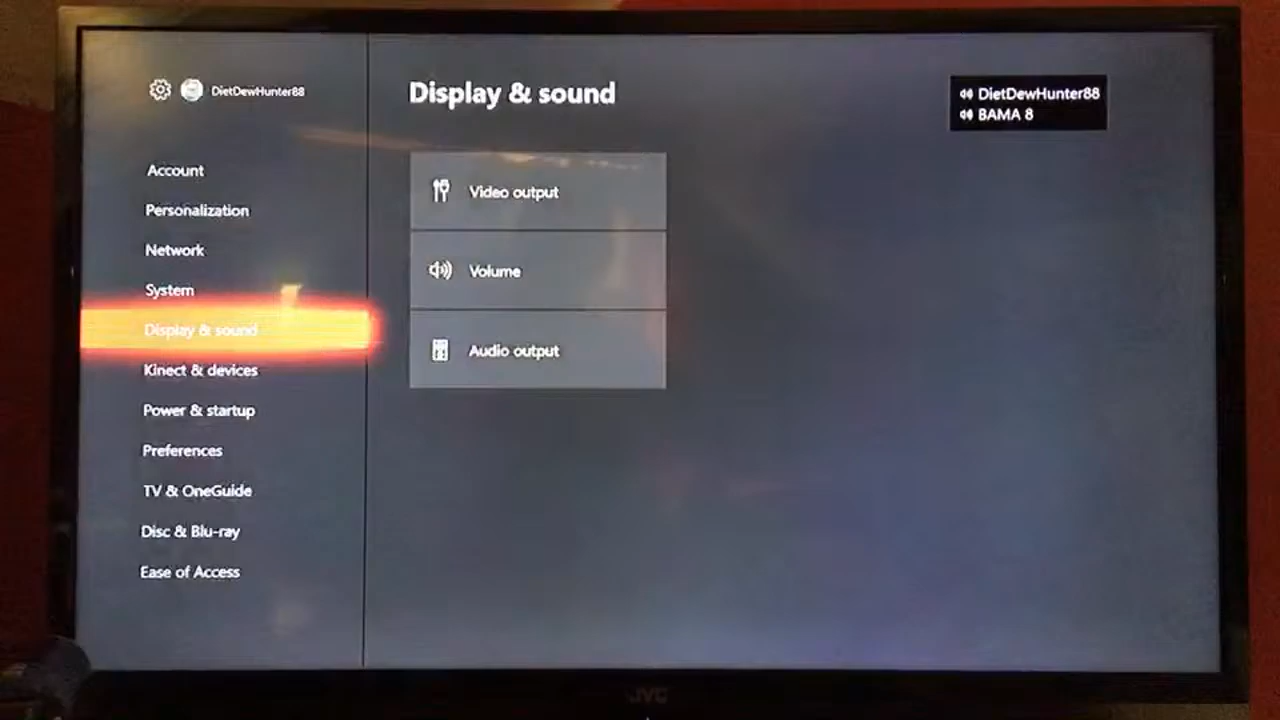 DietDewHunter88
Account
Personalization
Network
System
Display & sound
Kinect & devices
Power & startup
Preferences
TV & OneGuide
Disc & Blu-ray
Ease of Access
Display & sound
Video output
Volume
Audio output
DietDewHunter88
BAMA 8
JVC